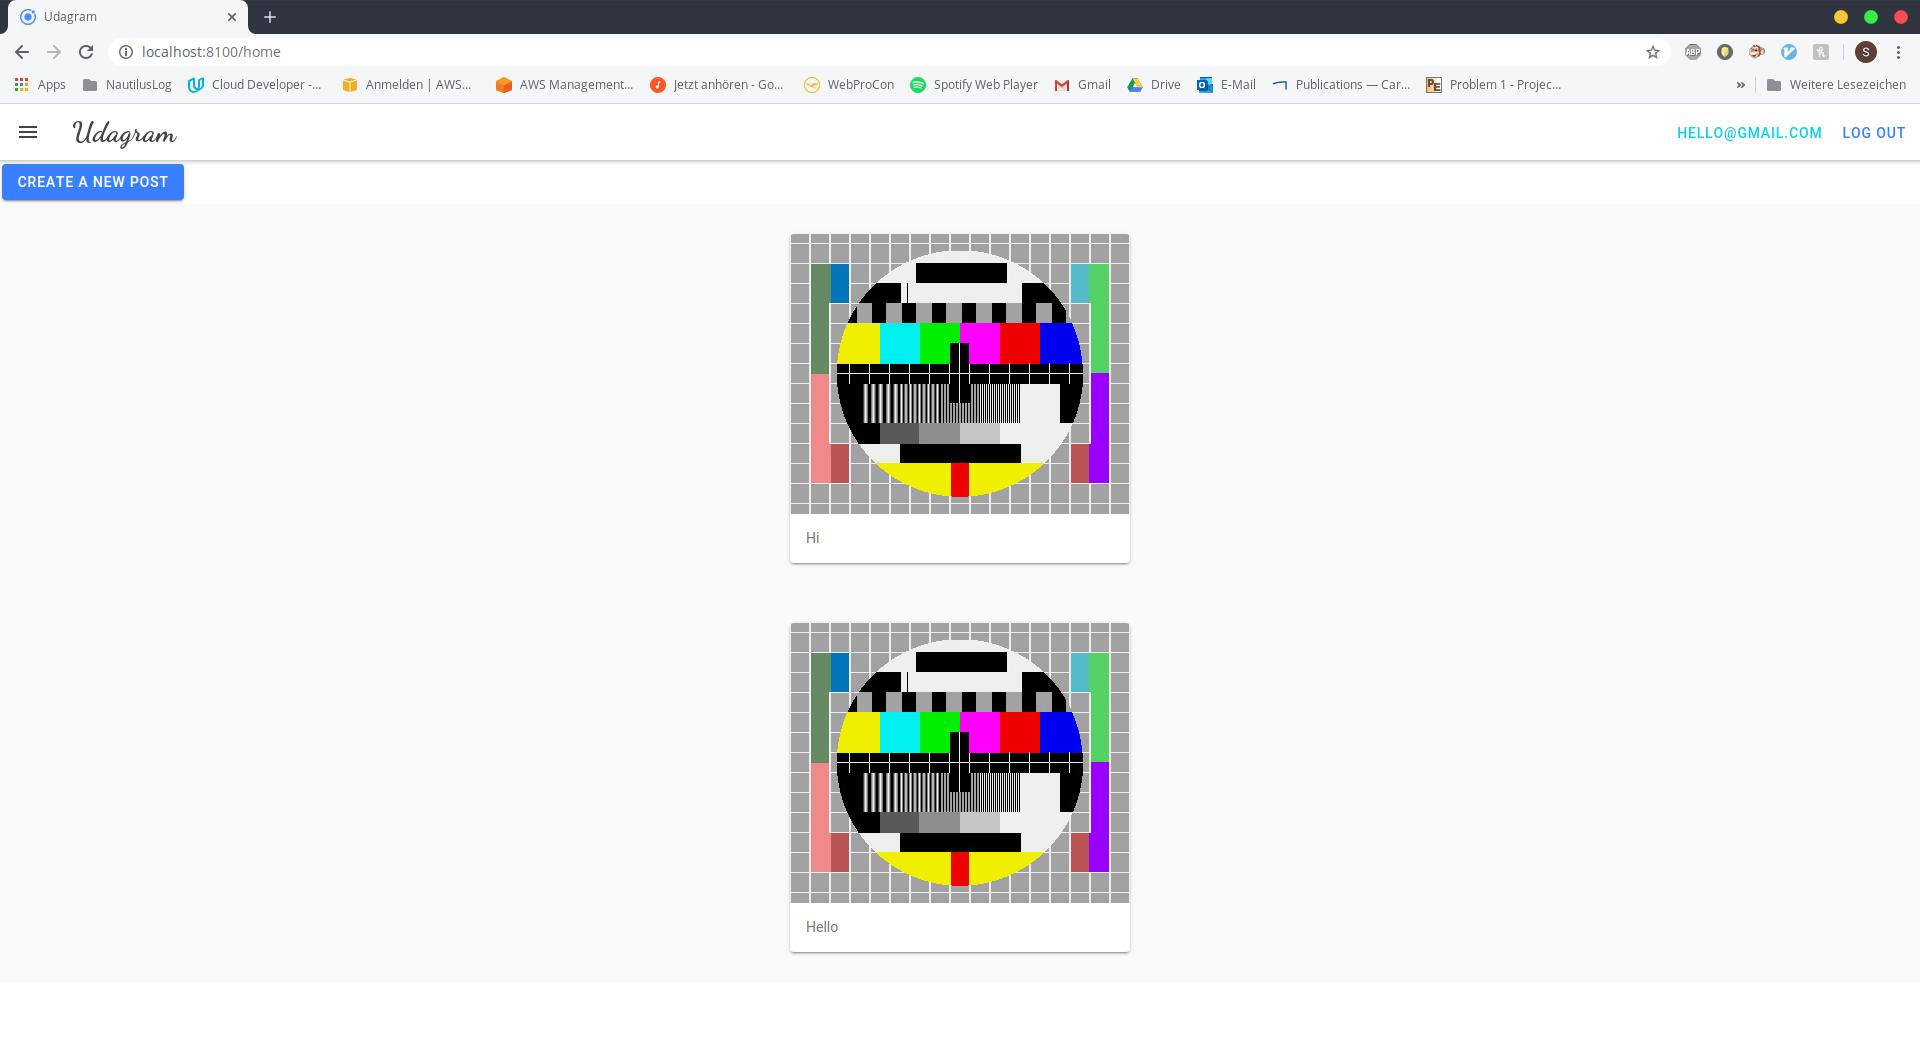 Udagram
localhost:8100/home
ABP
S
Apps NautilusLog Cloud Developer -... Anmelden | AWS... AWS Management... Jetzt anhören - Go... WebProCon Spotify Web Player Gmail Drive E-Mail Publications — Car... PE Problem 1 - Projec... » Weitere Lesezeichen
Udagram HELLO@GMAIL.COM LOG OUT
CREATE A NEW POST
Hi
Hello